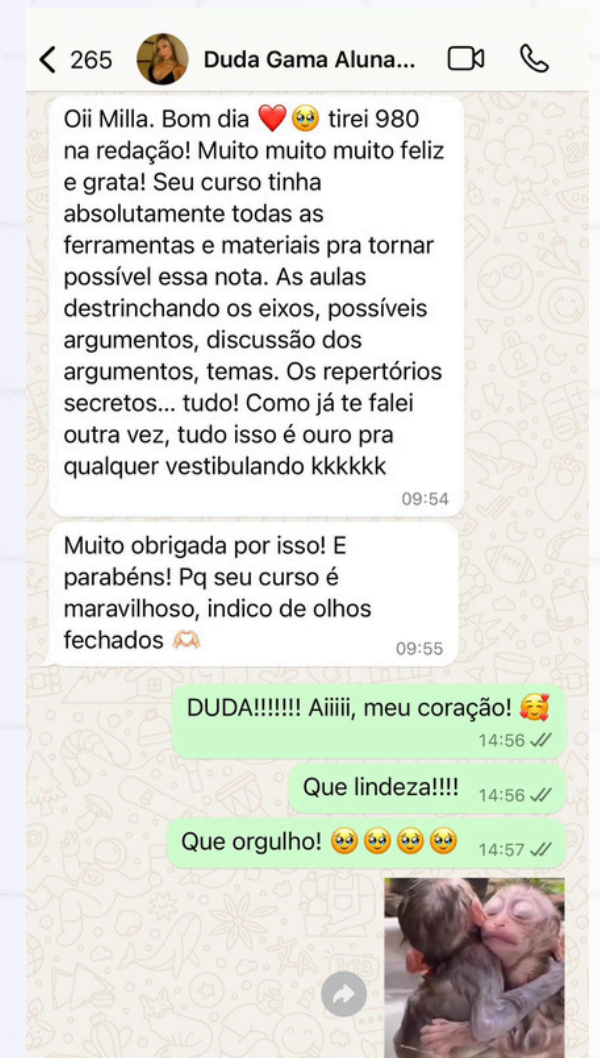 265 Duda Gama Aluna...
Oii Milla. Bom dia ❤️🥹 tirei 980
na redação! Muito muito muito feliz
e grata! Seu curso tinha
absolutamente todas as
ferramentas e materiais pra tornar
possível essa nota. As aulas
destrinchando os eixos, possíveis
argumentos, discussão dos
argumentos, temas. Os repertórios
secretos... tudo! Como já te falei
outra vez, tudo isso é ouro pra
qualquer vestibulando kkkkkk
09:54
Muito obrigada por isso! E
parabéns! Pq seu curso é
maravilhoso, indico de olhos
fechados 🫶🏻
09:55
DUDA!!!!!!! Aiiiii, meu coração! 🥰
14:56
Que lindeza!!!! 14:56
Que orgulho! 🥹🥹🥹🥹 14:57